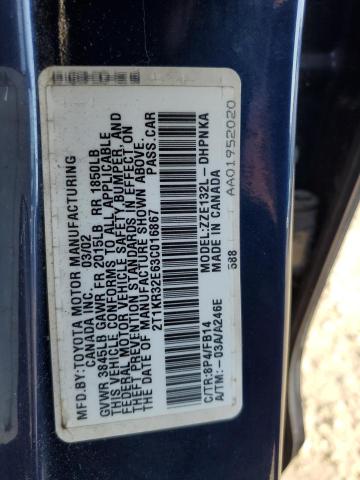 MFD.BY:TOYOTA MOTOR MANUFACTURING
CANADA INC. 03/02
GVWR 3845LB GAWR FR 2015LB RR 1850LB
THIS VEHICLE CONFORMS TO ALL APPLICABLE
FEDERAL MOTOR VEHICLE SAFETY, BUMPER, AND
THEFT PREVENTION STANDARDS IN EFFECT ON
THE DATE OF MANUFACTURE SHOWN ABOVE.
2T1KR32E63C016867 PASS.CAR
C/TR:8P4/FB14 MODEL:ZZE132L-
A/TM:-03A/A246E DHPNKA
MADE IN CANADA
588 AA01952020